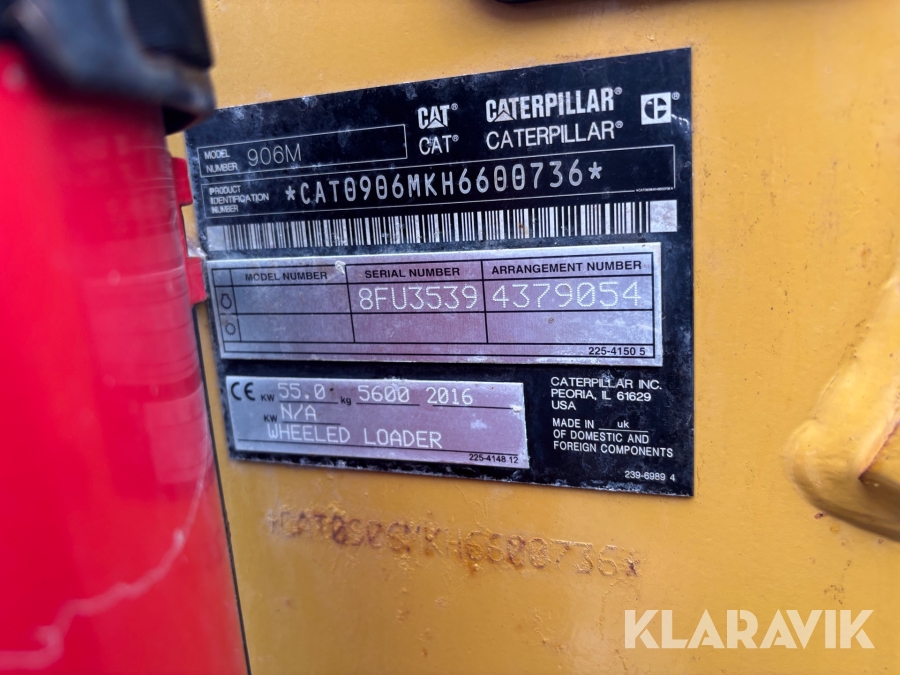 CAT® CATERPILLAR® ®
CAT® CATERPILLAR®
MODEL NUMBER 906M
PRODUCT IDENTIFICATION NUMBER *CAT0906MKH6600736*
MODEL NUMBER SERIAL NUMBER ARRANGEMENT NUMBER
8FU3539 4379054
225-4150 5
CE KW 55.0 kg 5600 2016
KW N/A
WHEELED LOADER
225-4148 12
CATERPILLAR INC.
PEORIA, IL 61629
USA
MADE IN uk
OF DOMESTIC AND
FOREIGN COMPONENTS
239-6989 4
*CAT0906MKH6600736*
KLARAVIK